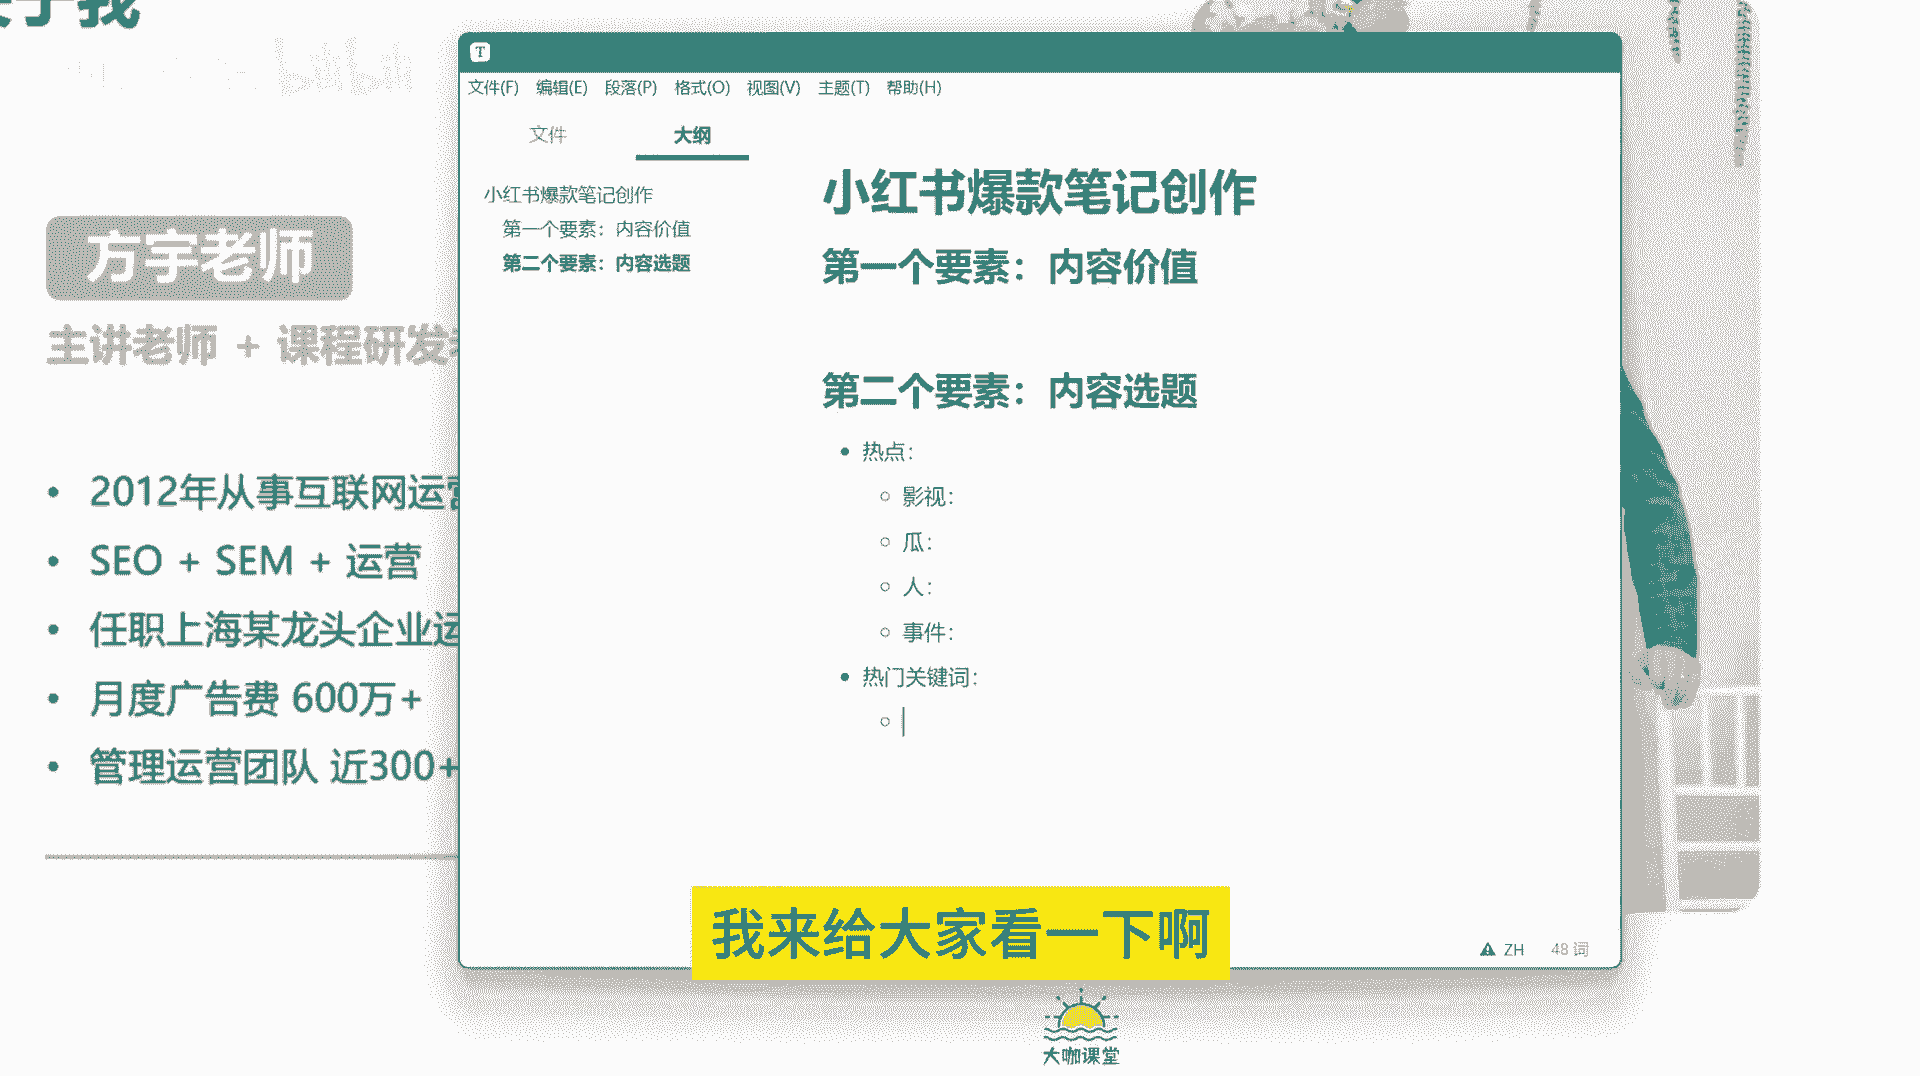 关于我
bilibili
方宇老师
主讲老师 + 课程研发
2012年从事互联网运营
SEO + SEM + 运营
任职上海某龙头企业运
月度广告费 600万+
管理运营团队 近300+
T
文件(F) 编辑(E) 段落(P) 格式(O) 视图(V) 主题(T) 帮助(H)
文件 大纲
小红书爆款笔记创作
第一个要素：内容价值
第二个要素：内容选题
小红书爆款笔记创作
第一个要素：内容价值
第二个要素：内容选题
热点：
影视：
瓜：
人：
事件：
热门关键词：
ZH 48 词
我来给大家看一下啊
大咖课堂